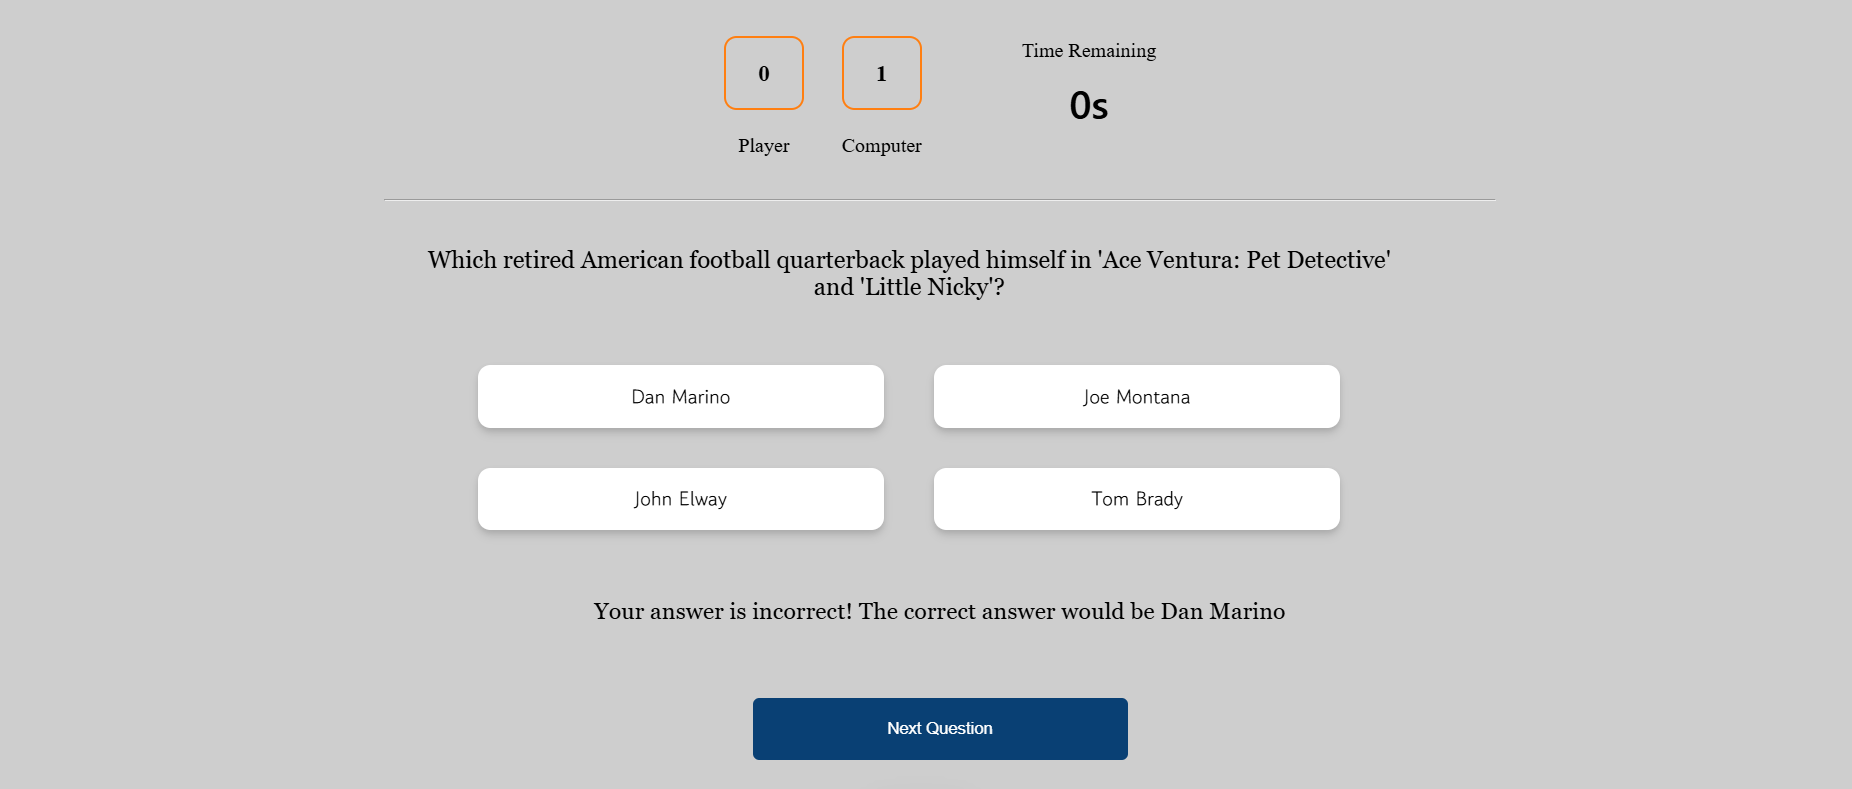 0
1
Time Remaining
0s
Player
Computer
Which retired American football quarterback played himself in 'Ace Ventura: Pet Detective'
and 'Little Nicky'?
Dan Marino
Joe Montana
John Elway
Tom Brady
Your answer is incorrect! The correct answer would be Dan Marino
Next Question